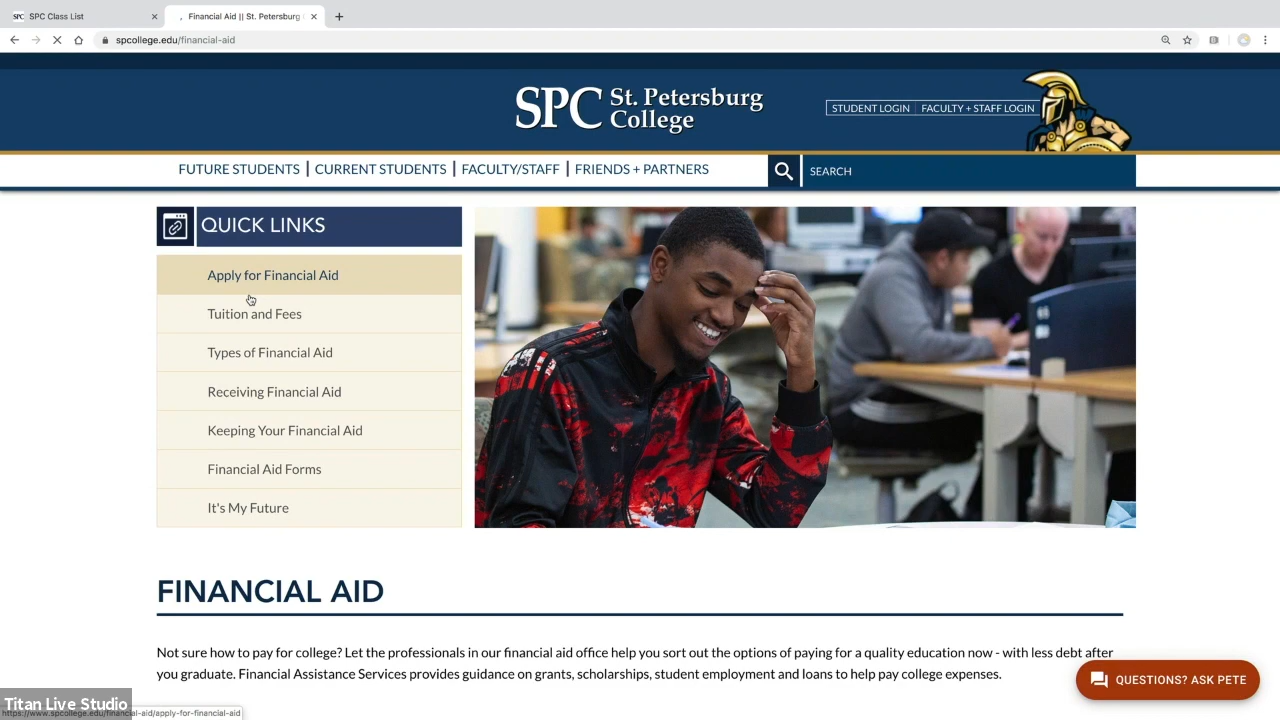 SPC SPC Class List
Financial Aid || St. Petersburg
spcollege.edu/financial-aid
SPC St. Petersburg College
STUDENT LOGIN FACULTY + STAFF LOGIN
FUTURE STUDENTS | CURRENT STUDENTS | FACULTY/STAFF | FRIENDS + PARTNERS
SEARCH
QUICK LINKS
Apply for Financial Aid
Tuition and Fees
Types of Financial Aid
Receiving Financial Aid
Keeping Your Financial Aid
Financial Aid Forms
It's My Future
FINANCIAL AID
Not sure how to pay for college? Let the professionals in our financial aid office help you sort out the options of paying for a quality education now - with less debt after
you graduate. Financial Assistance Services provides guidance on grants, scholarships, student employment and loans to help pay college expenses.
QUESTIONS? ASK PETE
Titan Live Studio
https://www.spcollege.edu/financial-aid/apply-for-financial-aid